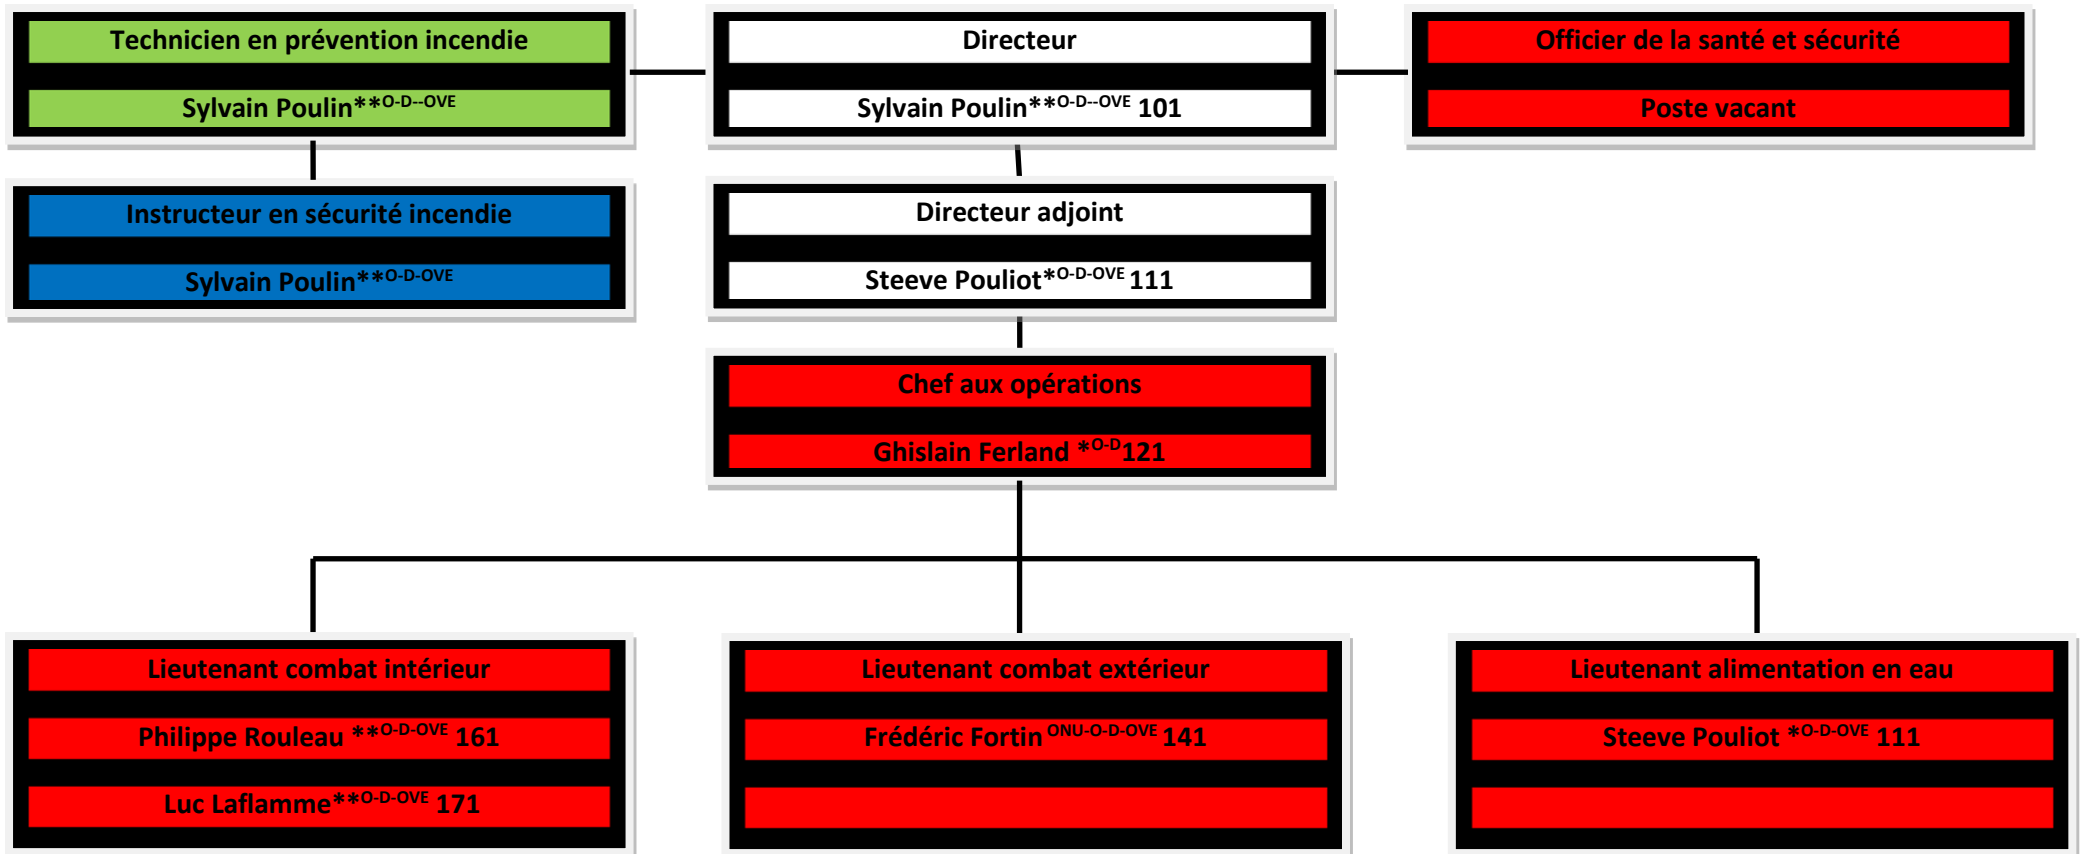 Technicien en prévention incendie
Sylvain Poulin**O-D--OVE
Directeur
Sylvain Poulin**O-D--OVE 101
Officier de la santé et sécurité
Poste vacant
Instructeur en sécurité incendie
Sylvain Poulin**O-D-OVE
Directeur adjoint
Steeve Pouliot*O-D-OVE 111
Chef aux opérations
Ghislain Ferland *O-D121
Lieutenant combat intérieur
Philippe Rouleau **O-D-OVE 161
Luc Laflamme**O-D-OVE 171
Lieutenant combat extérieur
Frédéric Fortin ONU-O-D-OVE 141
Lieutenant alimentation en eau
Steeve Pouliot *O-D-OVE 111